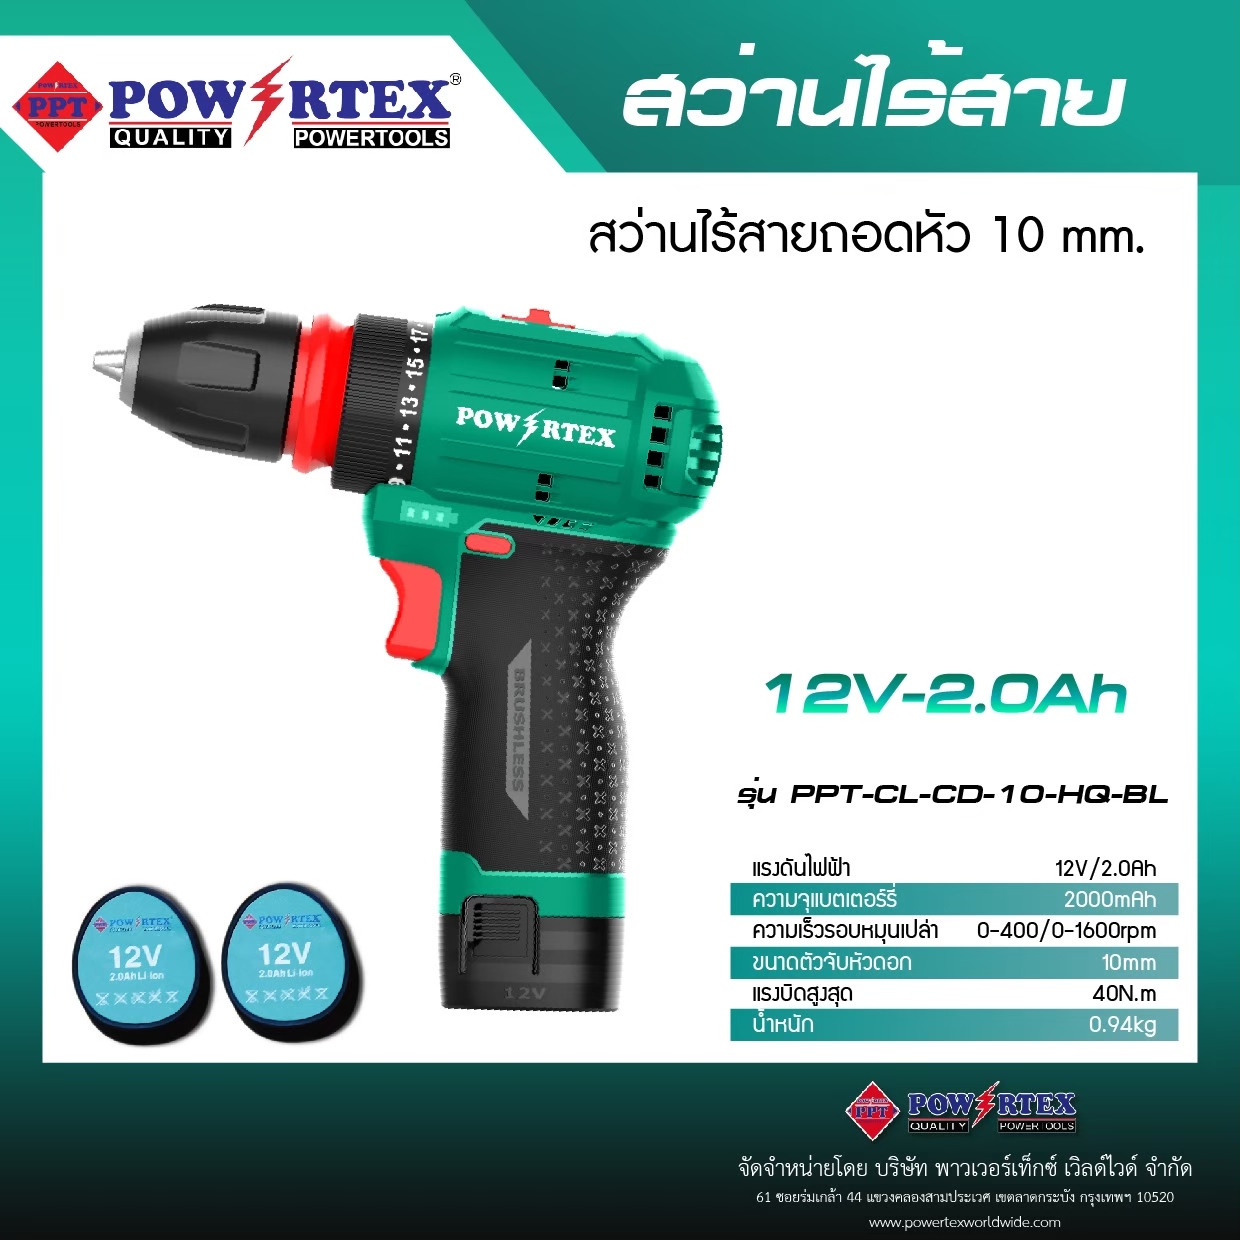 สว่านไร้สาย
PPT
POWERTOOLS
POWERTEX®
QUALITY
POWERTOOLS
สว่านไร้สายถอดหัว 10 mm.
9 • 11 • 13 • 15 • 17 •
POWERTEX
BRUSHLESS
12V
12V-2.0Ah
รุ่น PPT-CL-CD-10-HQ-BL
แรงดันไฟฟ้า 12V/2.0Ah
ความจุแบตเตอร์รี่ 2000mAh
ความเร็วรอบหมุนเปล่า 0-400/0-1600rpm
ขนาดตัวจับหัวดอก 10mm
แรงบิดสูงสุด 40N.m
น้ำหนัก 0.94kg
POWERTEX
12V
2.0Ah Li-Ion
POWERTEX
12V
2.0Ah Li-Ion
PPT
POWERTEX
QUALITY
POWERTOOLS
จัดจำหน่ายโดย บริษัท พาวเวอร์เท็กซ์ เวิลด์ไวด์ จำกัด
61 ซอยร่มเกล้า 44 แขวงคลองสามประเวศ เขตลาดกระบัง กรุงเทพฯ 10520
www.powertexworldwide.com